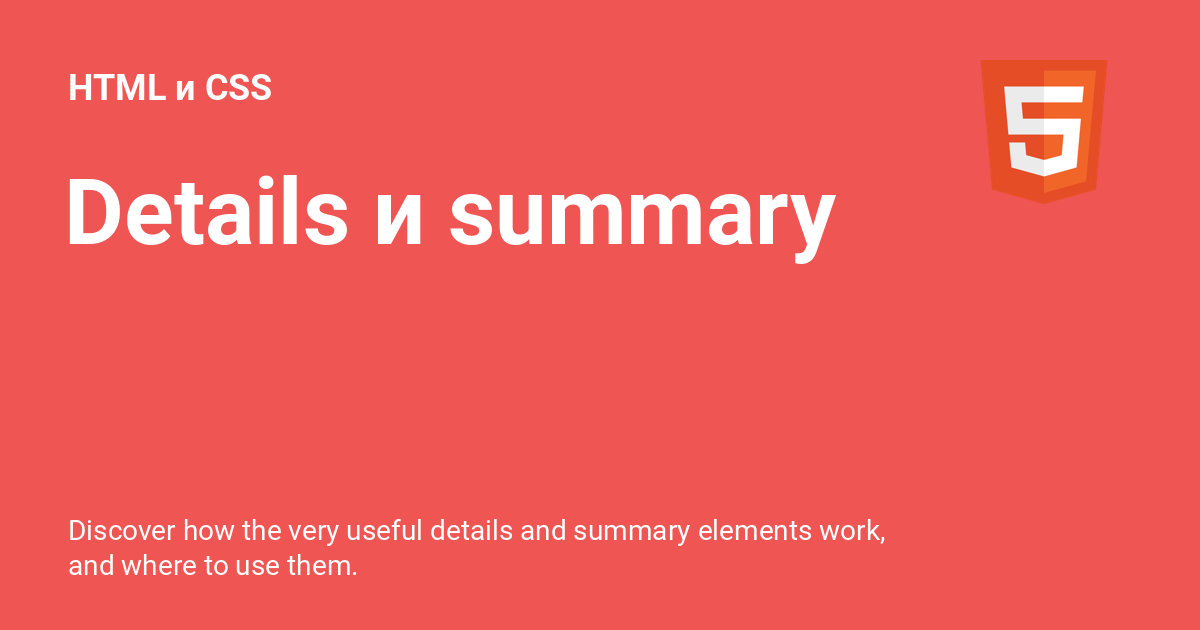 HTML и CSS
Details и summary
Discover how the very useful details and summary elements work,
and where to use them.